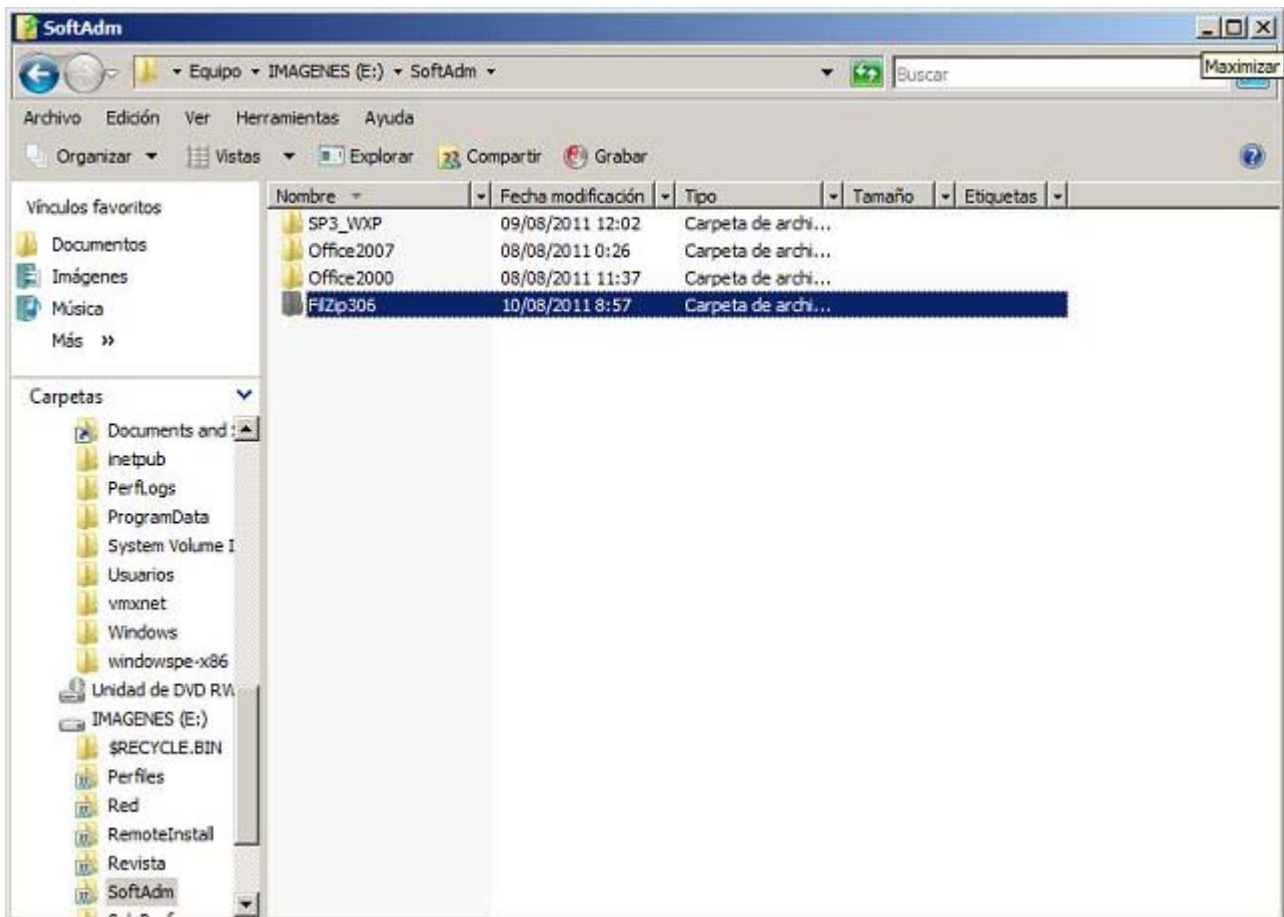 SoftAdm
Equipo IMAGENES (E:) SoftAdm Buscar
Maximizar
Archivo Edición Ver Herramientas Ayuda
Organizar Vistas Explorar Compartir Grabar
Vínculos favoritos
Documentos
Imágenes
Música
Más »
Carpetas
Documents and
inetpub
PerfLogs
ProgramData
System Volume I
Usuarios
vmxnet
Windows
windowspe-x86
Unidad de DVD RW
IMAGENES (E:)
$RECYCLE.BIN
Perfiles
Red
RemoteInstall
Revista
SoftAdm
Nombre Fecha modificación Tipo Tamaño Etiquetas
SP3_WXP 09/08/2011 12:02 Carpeta de archi...
Office2007 08/08/2011 0:26 Carpeta de archi...
Office2000 08/08/2011 11:37 Carpeta de archi...
FilZip306 10/08/2011 8:57 Carpeta de archi...